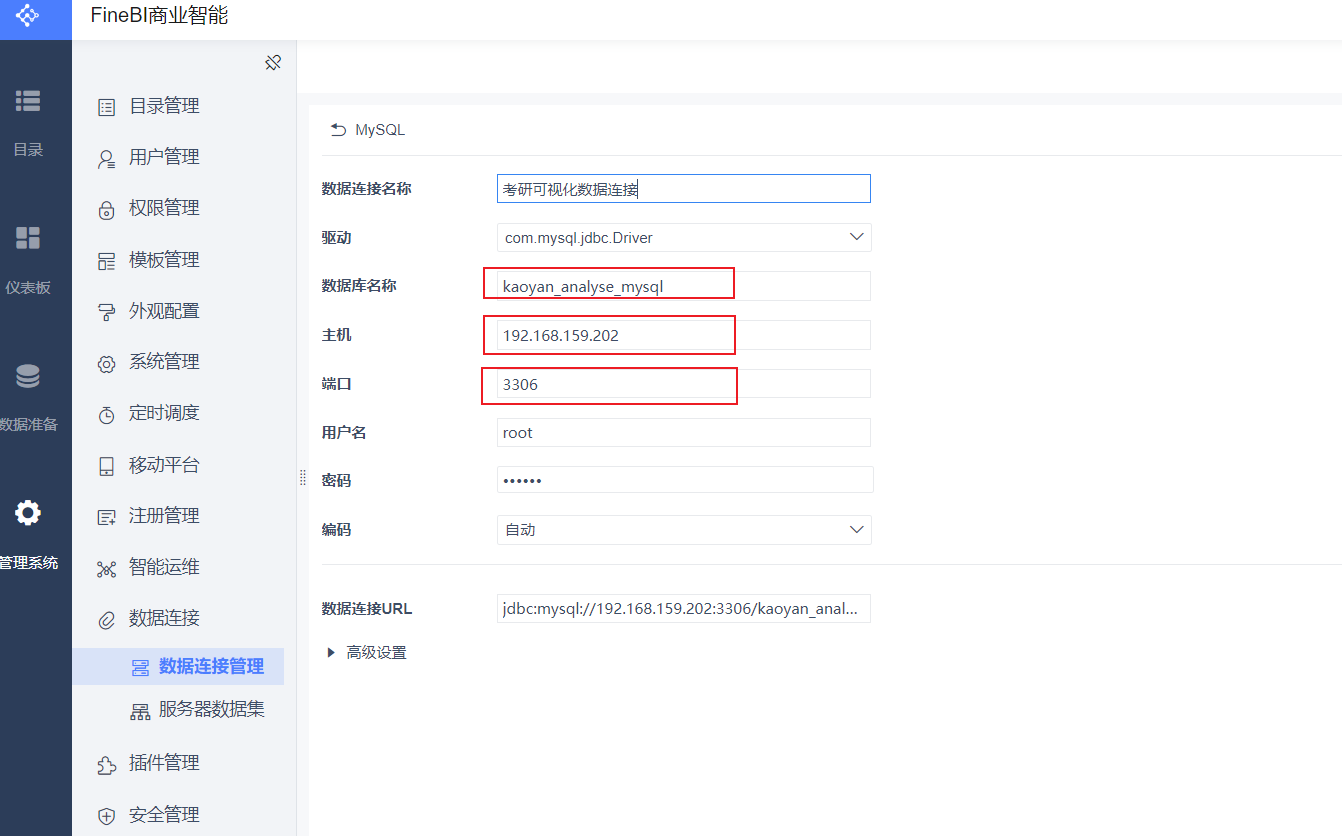 FineBI商业智能
目录
仪表板
数据准备
管理系统
目录管理
用户管理
权限管理
模板管理
外观配置
系统管理
定时调度
移动平台
注册管理
智能运维
数据连接
数据连接管理
服务器数据集
插件管理
安全管理
MySQL
数据连接名称 考研可视化数据连接
驱动 com.mysql.jdbc.Driver
数据库名称 kaoyan_analyse_mysql
主机 192.168.159.202
端口 3306
用户名 root
密码 ••••••
编码 自动
数据连接URL jdbc:mysql://192.168.159.202:3306/kaoyan_anal...
高级设置